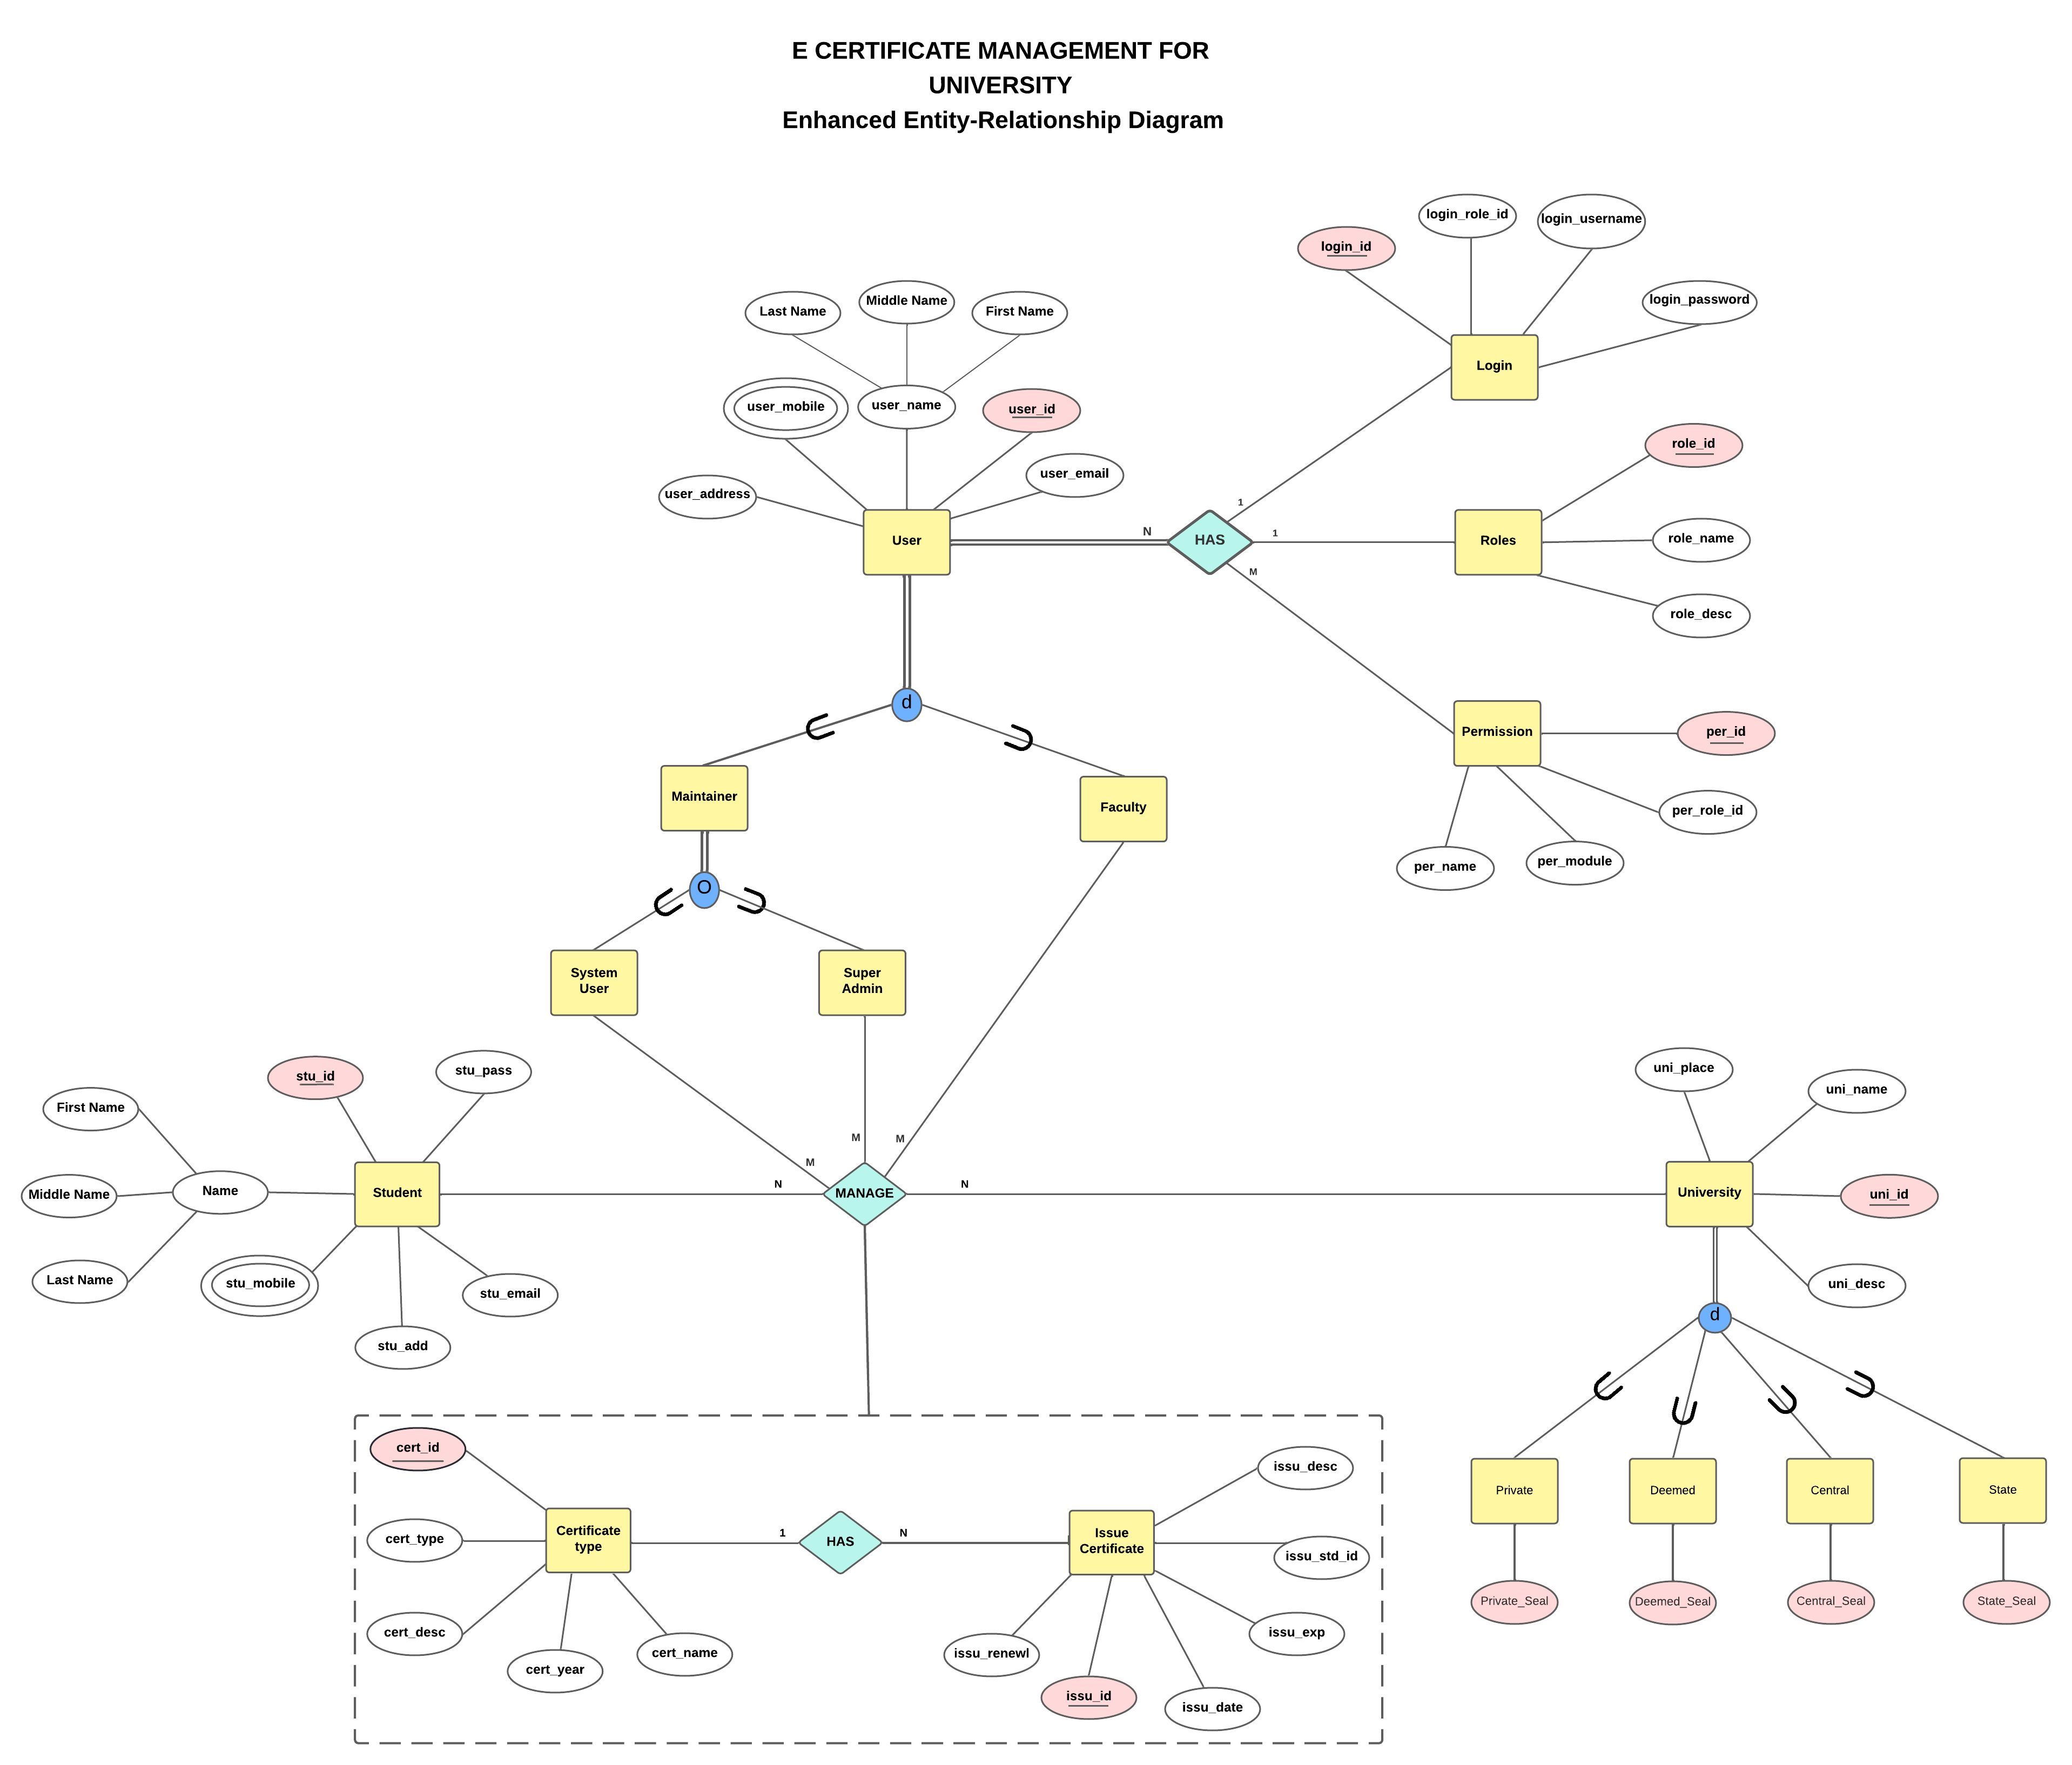 E CERTIFICATE MANAGEMENT FOR
UNIVERSITY
Enhanced Entity-Relationship Diagram
login_role_id
login_username
login_id
login_password
Login
Last Name
Middle Name
First Name
user_mobile
user_name
user_id
user_address
user_email
User
N
HAS
1
1
M
Roles
role_id
role_name
role_desc
Permission
per_id
per_role_id
per_module
per_name
d
Maintainer
Faculty
O
System
User
Super
Admin
M
M
M
N
MANAGE
N
stu_id
stu_pass
First Name
Middle Name
Last Name
Name
Student
stu_mobile
stu_add
stu_email
uni_place
uni_name
University
uni_id
uni_desc
d
Private
Deemed
Central
State
Private_Seal
Deemed_Seal
Central_Seal
State_Seal
cert_id
cert_type
cert_desc
cert_year
cert_name
Certificate
type
1
HAS
N
Issue
Certificate
issu_desc
issu_std_id
issu_exp
issu_renewl
issu_id
issu_date